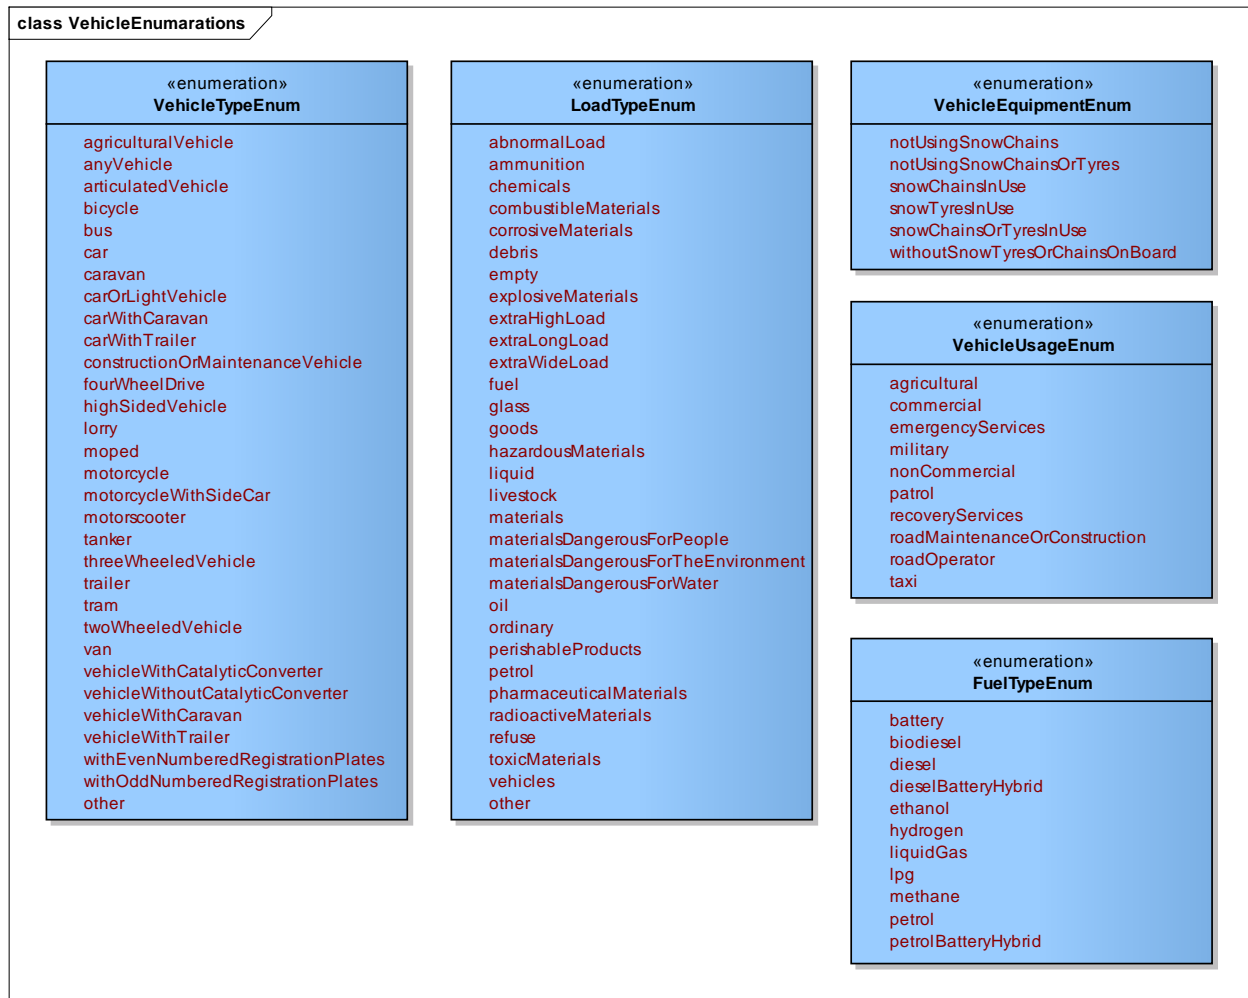 class VehicleEnumarations
«enumeration»
VehicleTypeEnum
agriculturalVehicle
anyVehicle
articulatedVehicle
bicycle
bus
car
caravan
carOrLightVehicle
carWithCaravan
carWithTrailer
constructionOrMaintenanceVehicle
fourWheelDrive
highSidedVehicle
lorry
moped
motorcycle
motorcycleWithSideCar
motorscooter
tanker
threeWheeledVehicle
trailer
tram
twoWheeledVehicle
van
vehicleWithCatalyticConverter
vehicleWithoutCatalyticConverter
vehicleWithCaravan
vehicleWithTrailer
withEvenNumberedRegistrationPlates
withOddNumberedRegistrationPlates
other
«enumeration»
LoadTypeEnum
abnormalLoad
ammunition
chemicals
combustibleMaterials
corrosiveMaterials
debris
empty
explosiveMaterials
extraHighLoad
extraLongLoad
extraWideLoad
fuel
glass
goods
hazardousMaterials
liquid
livestock
materials
materialsDangerousForPeople
materialsDangerousForTheEnvironment
materialsDangerousForWater
oil
ordinary
perishableProducts
petrol
pharmaceuticalMaterials
radioactiveMaterials
refuse
toxicMaterials
vehicles
other
«enumeration»
VehicleEquipmentEnum
notUsingSnowChains
notUsingSnowChainsOrTyres
snowChainsInUse
snowTyresInUse
snowChainsOrTyresInUse
withoutSnowTyresOrChainsOnBoard
«enumeration»
VehicleUsageEnum
agricultural
commercial
emergencyServices
military
nonCommercial
patrol
recoveryServices
roadMaintenanceOrConstruction
roadOperator
taxi
«enumeration»
FuelTypeEnum
battery
biodiesel
diesel
dieselBatteryHybrid
ethanol
hydrogen
liquidGas
lpg
methane
petrol
petrolBatteryHybrid